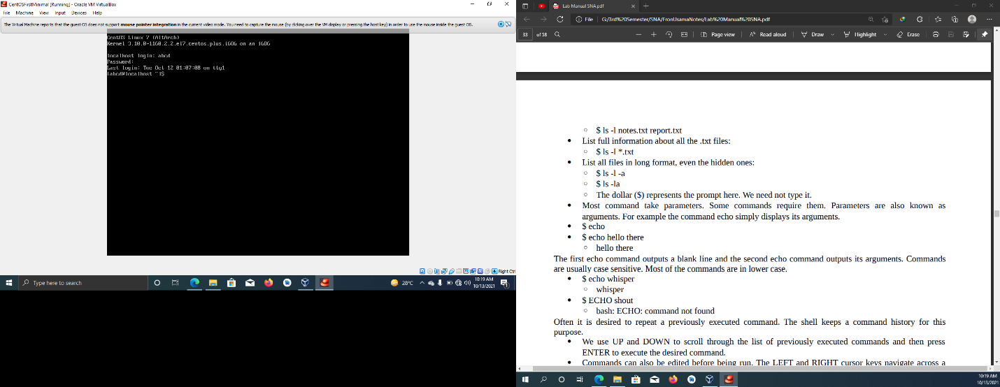 CentOSFirstMinimal [Running] - Oracle VM VirtualBox
File Machine View Input Devices Help
The Virtual Machine reports that the guest OS does not support mouse pointer integration in the current video mode. You need to capture the mouse (by clicking over the VM display or pressing the host key) in order to use the mouse inside the guest OS.
CentOS Linux 7 (AltArch)
Kernel 3.10.0-1160.2.2.el7.centos.plus.i686 on an i686
localhost login: abcd
Password:
Last login: Tue Oct 12 01:07:08 on tty1
[abcd@localhost ~]$
Right Ctrl
Type here to search
28°C
10:19 AM
10/13/2021
1
Lab Manual SNA.pdf
File
G:/3rd%20Semester/SNA/FronUsamaNotes/Lab%20Manual%20SNA.pdf
33 of 58
Page view
Read aloud
Draw
Highlight
Erase
$ ls -l notes.txt report.txt
List full information about all the .txt files:
$ ls -l *.txt
List all files in long format, even the hidden ones:
$ ls -l -a
$ ls -la
The dollar ($) represents the prompt here. We need not type it.
Most command take parameters. Some commands require them. Parameters are also known as
arguments. For example the command echo simply displays its arguments.
$ echo
$ echo hello there
hello there
The first echo command outputs a blank line and the second echo command outputs its arguments. Commands
are usually case sensitive. Most of the commands are in lower case.
$ echo whisper
whisper
$ ECHO shout
bash: ECHO: command not found
Often it is desired to repeat a previously executed command. The shell keeps a command history for this
purpose.
We use UP and DOWN to scroll through the list of previously executed commands and then press
ENTER to execute the desired command.
Commands can also be edited before being run. The LEFT and RIGHT cursor keys navigate across a
10:19 AM
10/13/2021